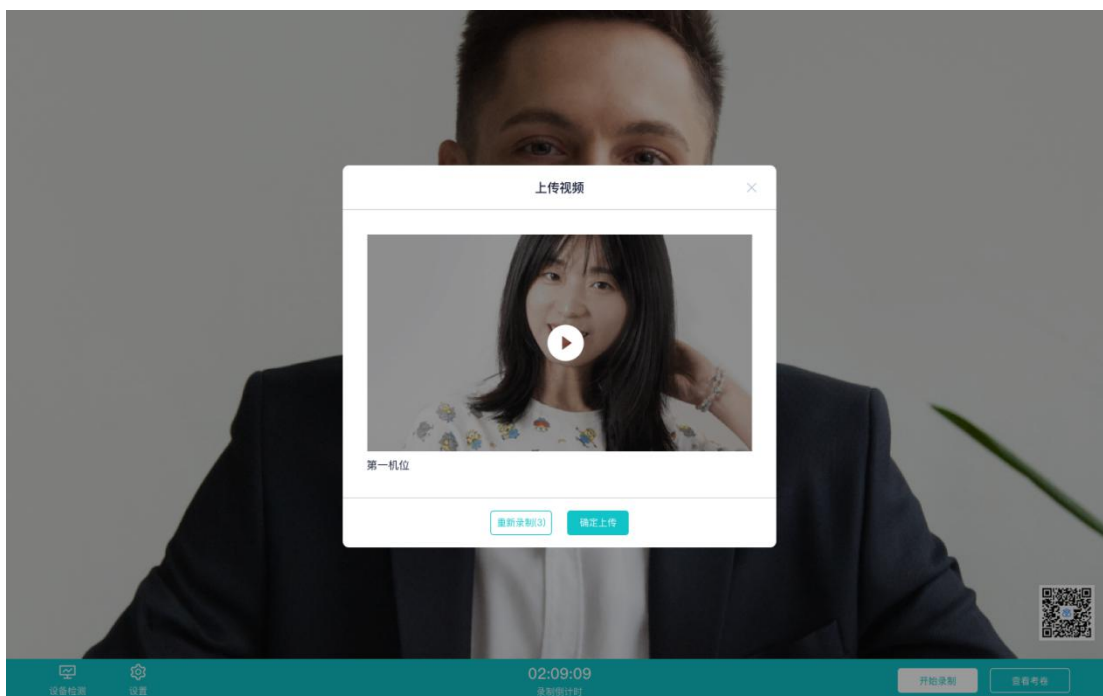 上传视频
第一机位
重新录制(3)
确定上传
02:09:09
录制倒计时
设备检测
设置
开始录制
查看考卷